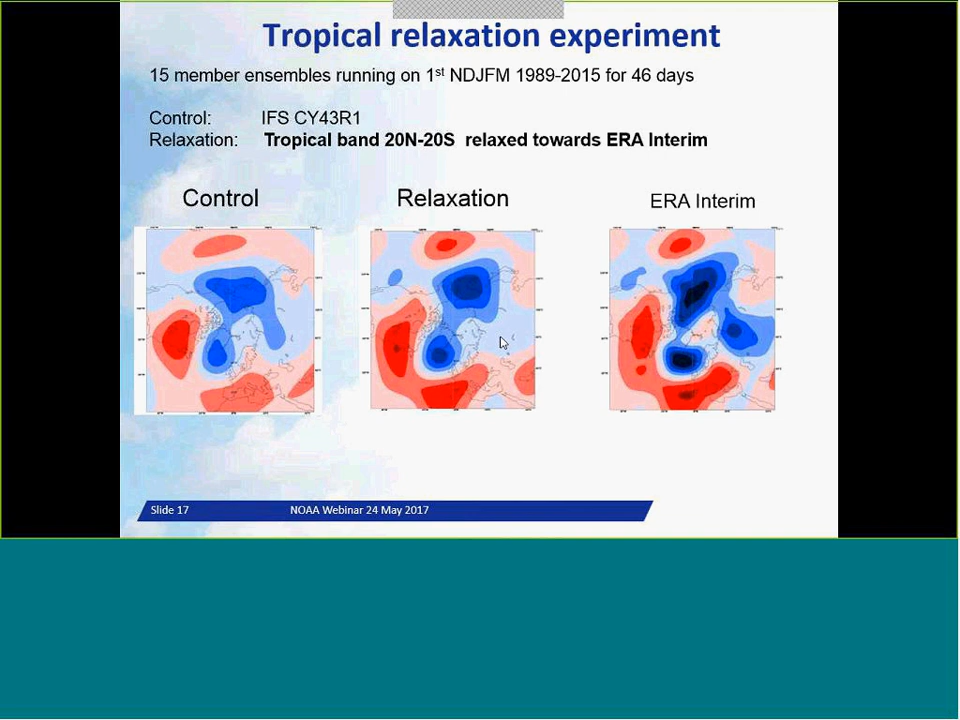 Tropical relaxation experiment
15 member ensembles running on 1st NDJFM 1989-2015 for 46 days
Control: IFS CY43R1
Relaxation: Tropical band 20N-20S relaxed towards ERA Interim
Control Relaxation ERA Interim
Slide 17 NOAA Webinar 24 May 2017